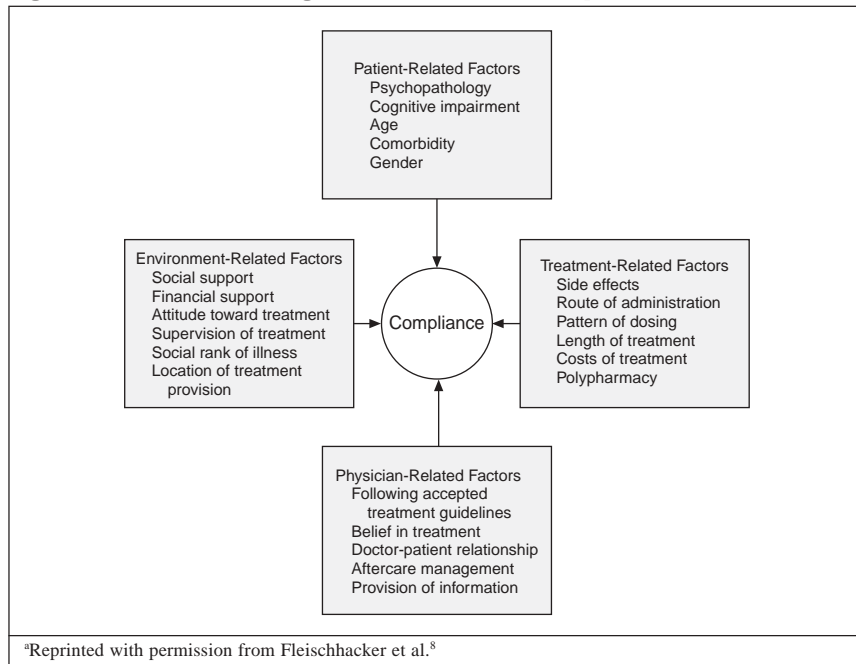 Patient-Related Factors
Psychopathology
Cognitive impairment
Age
Comorbidity
Gender
Environment-Related Factors
Social support
Financial support
Attitude toward treatment
Supervision of treatment
Social rank of illness
Location of treatment
provision
Compliance
Treatment-Related Factors
Side effects
Route of administration
Pattern of dosing
Length of treatment
Costs of treatment
Polypharmacy
Physician-Related Factors
Following accepted
treatment guidelines
Belief in treatment
Doctor-patient relationship
Aftercare management
Provision of information
ᵃReprinted with permission from Fleischhacker et al.⁸